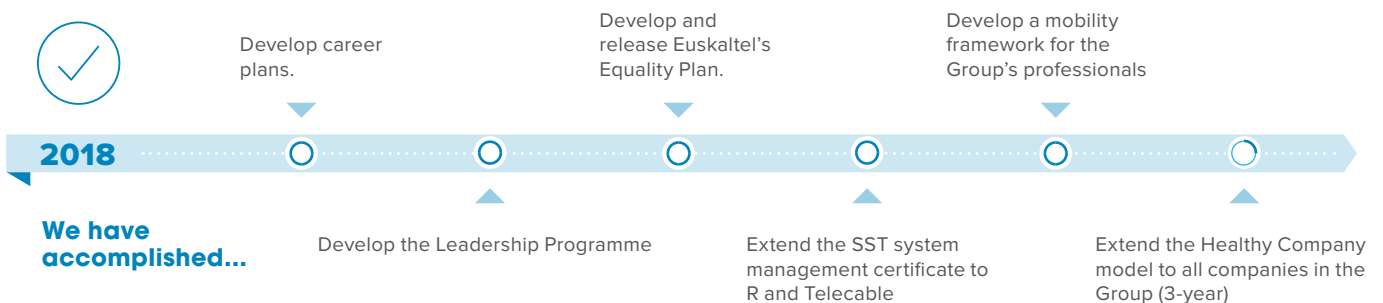 Develop career
plans.
Develop and
release Euskaltel's
Equality Plan.
Develop a mobility
framework for the
Group's professionals
2018
We have
accomplished...
Develop the Leadership Programme
Extend the SST system
management certificate to
R and Telecable
Extend the Healthy Company
model to all companies in the
Group (3-year)